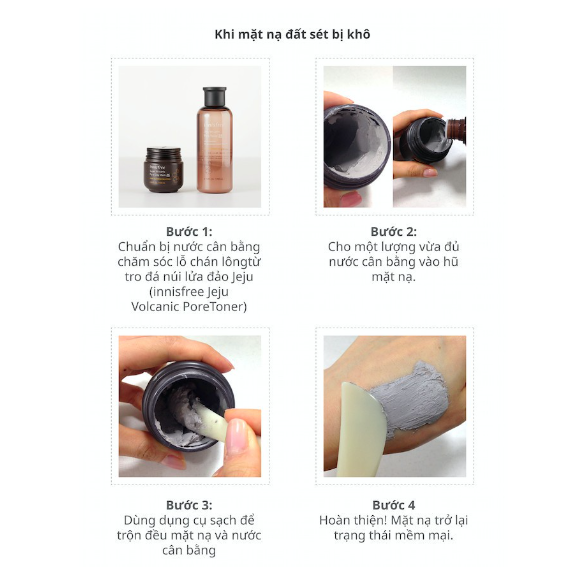 Khi mặt nạ đất sét bị khô
Bước 1:
Chuẩn bị nước cân bằng
chăm sóc lỗ chân lôngtừ
tro đá núi lửa đảo Jeju
(innisfree Jeju
Volcanic PoreToner)
Bước 2:
Cho một lượng vừa đủ
nước cân bằng vào hũ
mặt nạ.
Bước 3:
Dùng dụng cụ sạch để
trộn đều mặt nạ và nước
cân bằng
Bước 4
Hoàn thiện! Mặt nạ trở lại
trạng thái mềm mại.